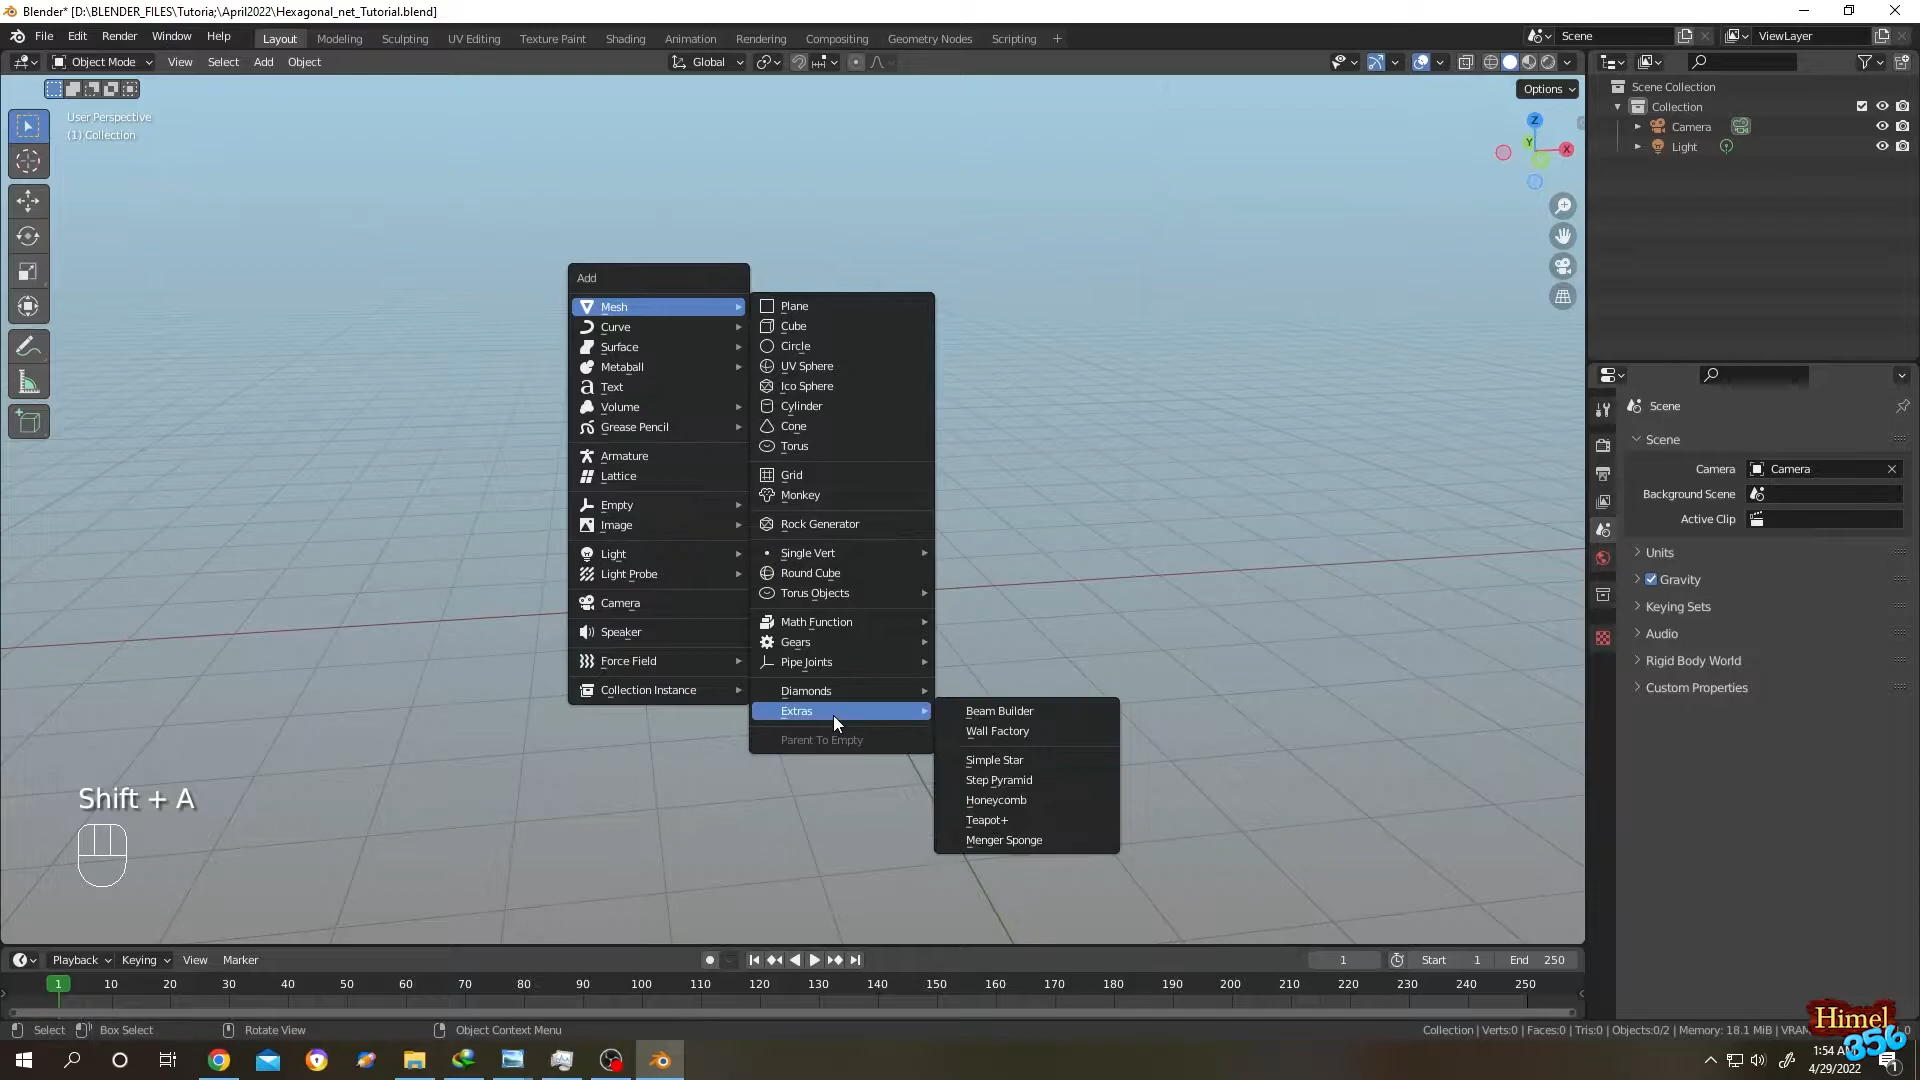 Blender* [D:\BLENDER_FILES\Tutoria;\April2022\Hexagonal_net_Tutorial.blend]
File Edit Render Window Help Layout Modeling Sculpting UV Editing Texture Paint Shading Animation Rendering Compositing Geometry Nodes Scripting + Scene ViewLayer
Object Mode View Select Add Object Global
Options
User Perspective
(1) Collection
Z
Y
X
Scene Collection
Collection
Camera
Light
Add
Mesh
Curve
Surface
Metaball
Text
Volume
Grease Pencil
Armature
Lattice
Empty
Image
Light
Light Probe
Camera
Speaker
Force Field
Collection Instance
Plane
Cube
Circle
UV Sphere
Ico Sphere
Cylinder
Cone
Torus
Grid
Monkey
Rock Generator
Single Vert
Round Cube
Torus Objects
Math Function
Gears
Pipe Joints
Diamonds
Extras
Parent To Empty
Beam Builder
Wall Factory
Simple Star
Step Pyramid
Honeycomb
Teapot+
Menger Sponge
Scene
Scene
Camera Camera
Background Scene
Active Clip
Units
Gravity
Keying Sets
Audio
Rigid Body World
Custom Properties
Shift + A
Playback Keying View Marker 1 Start 1 End 250
1 10 20 30 40 50 60 70 80 90 100 110 120 130 140 150 160 170 180 190 200 210 220 230 240 250
Select Box Select Rotate View Object Context Menu Collection | Verts:0 | Faces:0 | Tris:0 | Objects:0/2 | Memory: 18.1 MiB | VRA
Himel
356
1:54 A
4/29/2022
1